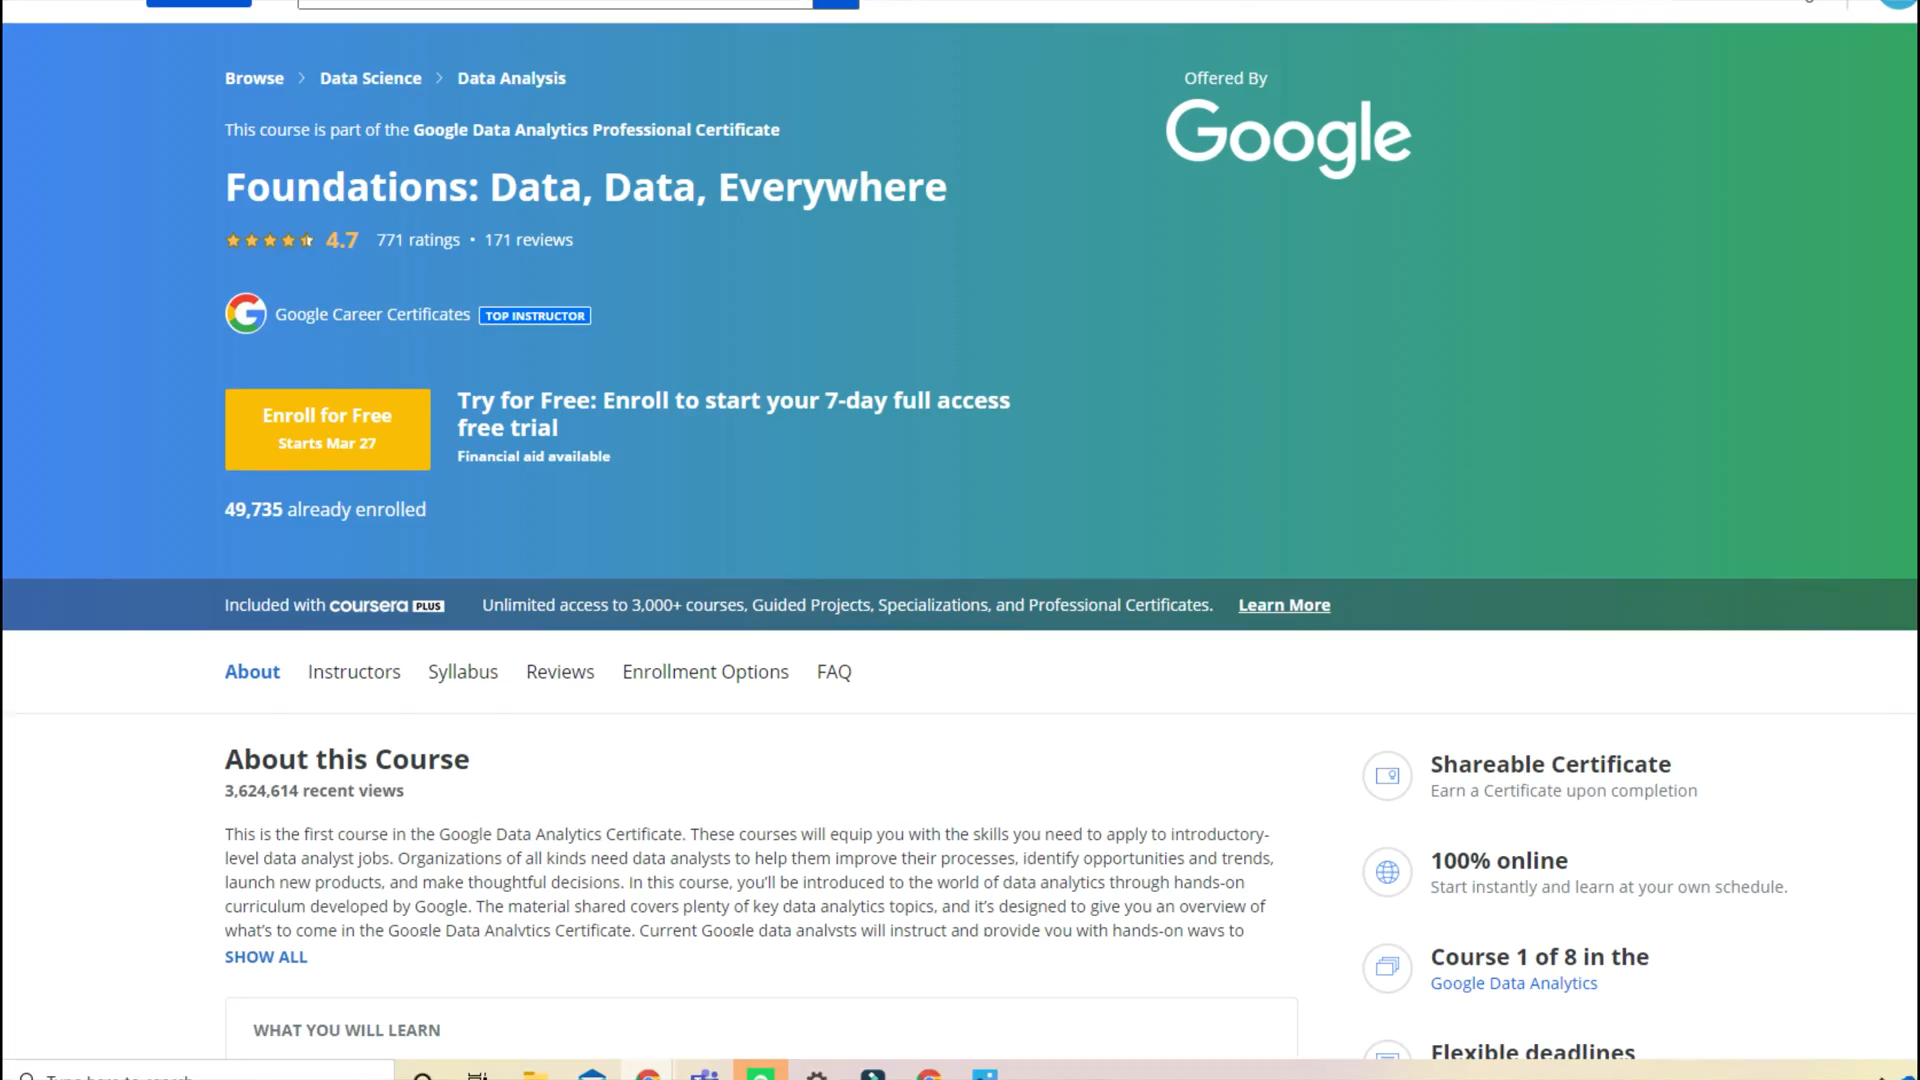 Browse > Data Science > Data Analysis
Offered By
Google
This course is part of the Google Data Analytics Professional Certificate
Foundations: Data, Data, Everywhere
4.7 771 ratings • 171 reviews
Google Career Certificates TOP INSTRUCTOR
Enroll for Free
Starts Mar 27
Try for Free: Enroll to start your 7-day full access
free trial
Financial aid available
49,735 already enrolled
Included with coursera PLUS Unlimited access to 3,000+ courses, Guided Projects, Specializations, and Professional Certificates. Learn More
About Instructors Syllabus Reviews Enrollment Options FAQ
About this Course
3,624,614 recent views
This is the first course in the Google Data Analytics Certificate. These courses will equip you with the skills you need to apply to introductory-
level data analyst jobs. Organizations of all kinds need data analysts to help them improve their processes, identify opportunities and trends,
launch new products, and make thoughtful decisions. In this course, you'll be introduced to the world of data analytics through hands-on
curriculum developed by Google. The material shared covers plenty of key data analytics topics, and it's designed to give you an overview of
what's to come in the Google Data Analytics Certificate. Current Google data analysts will instruct and provide you with hands-on ways to
SHOW ALL
WHAT YOU WILL LEARN
Shareable Certificate
Earn a Certificate upon completion
100% online
Start instantly and learn at your own schedule.
Course 1 of 8 in the
Google Data Analytics
Flexible deadlines
Type here to search